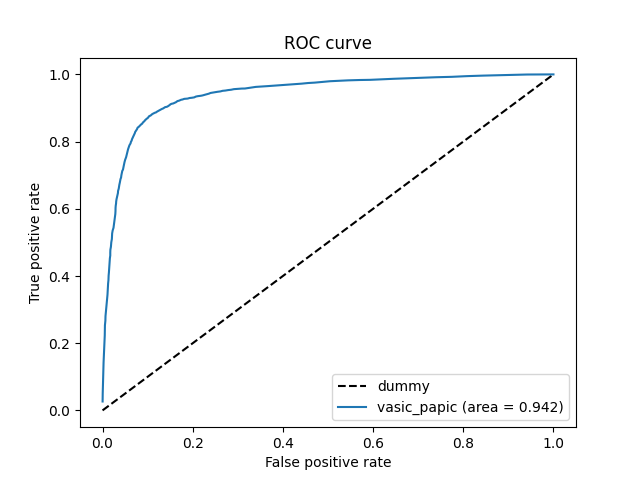 ROC curve
True positive rate
1.0
0.8
0.6
0.4
0.2
0.0
dummy
vasic_papic (area = 0.942)
0.0 0.2 0.4 0.6 0.8 1.0
False positive rate